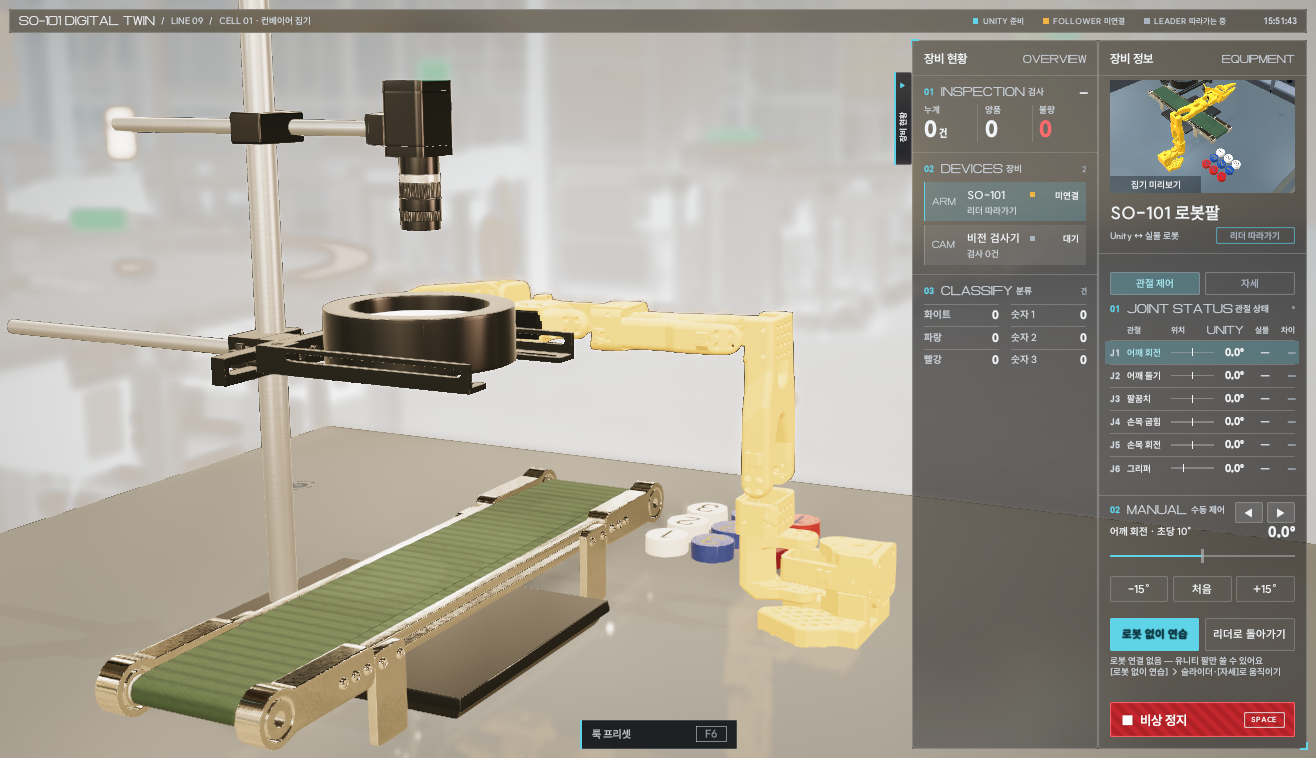 SO-101 DIGITAL TWIN / LINE 09 / CELL 01 · 컨베이어 집기
UNITY 준비
FOLLOWER 미연결
LEADER 따라가는 중
15:51:43
장비 현황
장비 현황 OVERVIEW
01 INSPECTION 검사 —
누계 양품 불량
0건 0 0
02 DEVICES 장비 2
ARM SO-101 미연결
리더 따라가기
CAM 비전 검사기 대기
검사 0건
03 CLASSIFY 분류 건
화이트 0 숫자 1 0
파랑 0 숫자 2 0
빨강 0 숫자 3 0
장비 정보 EQUIPMENT
집기 미리보기
SO-101 로봇팔
Unity ↔ 실물 로봇 리더 따라가기
관절 제어 자세
01 JOINT STATUS 관절 상태 °
관절 위치 UNITY 실물 차이
J1 어깨 회전 0.0° — —
J2 어깨 들기 0.0° — —
J3 팔꿈치 0.0° — —
J4 손목 굽힘 0.0° — —
J5 손목 회전 0.0° — —
J6 그리퍼 0.0° — —
02 MANUAL 수동 제어 ◀ ▶
어깨 회전 · 초당 10° 0.0°
-15° 처음 +15°
로봇 없이 연습 리더로 돌아가기
로봇 연결 없음 — 유니티 팔만 쓸 수 있어요
[로봇 없이 연습] > 슬라이더·[자세]로 움직이기
비상 정지 SPACE
룩 프리셋 F6